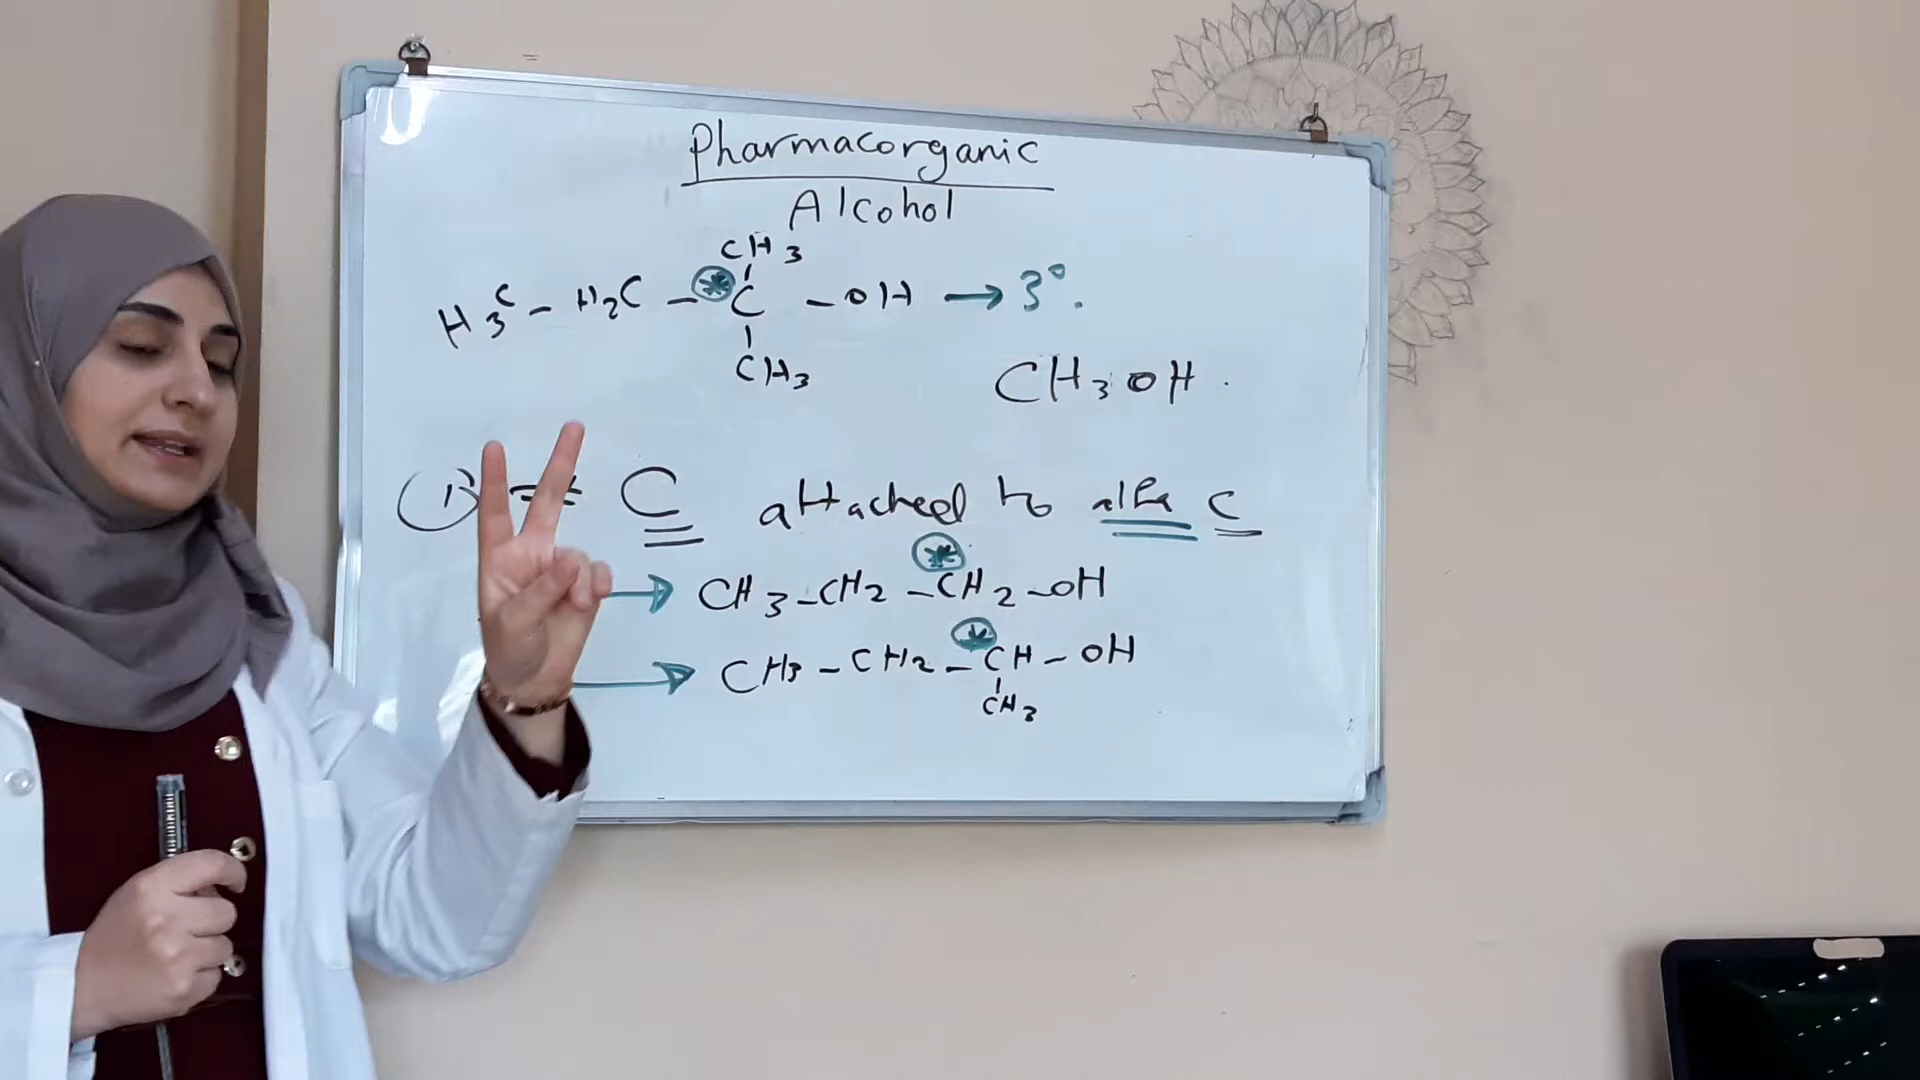 Pharmacorganic
Alcohol
CH3
H3C - H2C - * C - OH → 3°.
CH3
CH3OH.
① # C attached to alfa C
*
→ CH3-CH2-CH2-OH
*
→ CH3-CH2-CH-OH
CH3